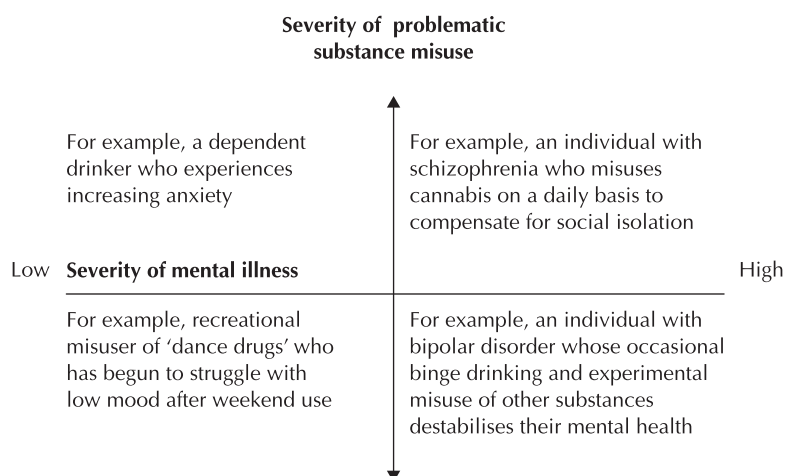 Severity of problematic
substance misuse
For example, a dependent
drinker who experiences
increasing anxiety
For example, an individual with
schizophrenia who misuses
cannabis on a daily basis to
compensate for social isolation
Low Severity of mental illness High
For example, recreational
misuser of ‘dance drugs’ who
has begun to struggle with
low mood after weekend use
For example, an individual with
bipolar disorder whose occasional
binge drinking and experimental
misuse of other substances
destabilises their mental health